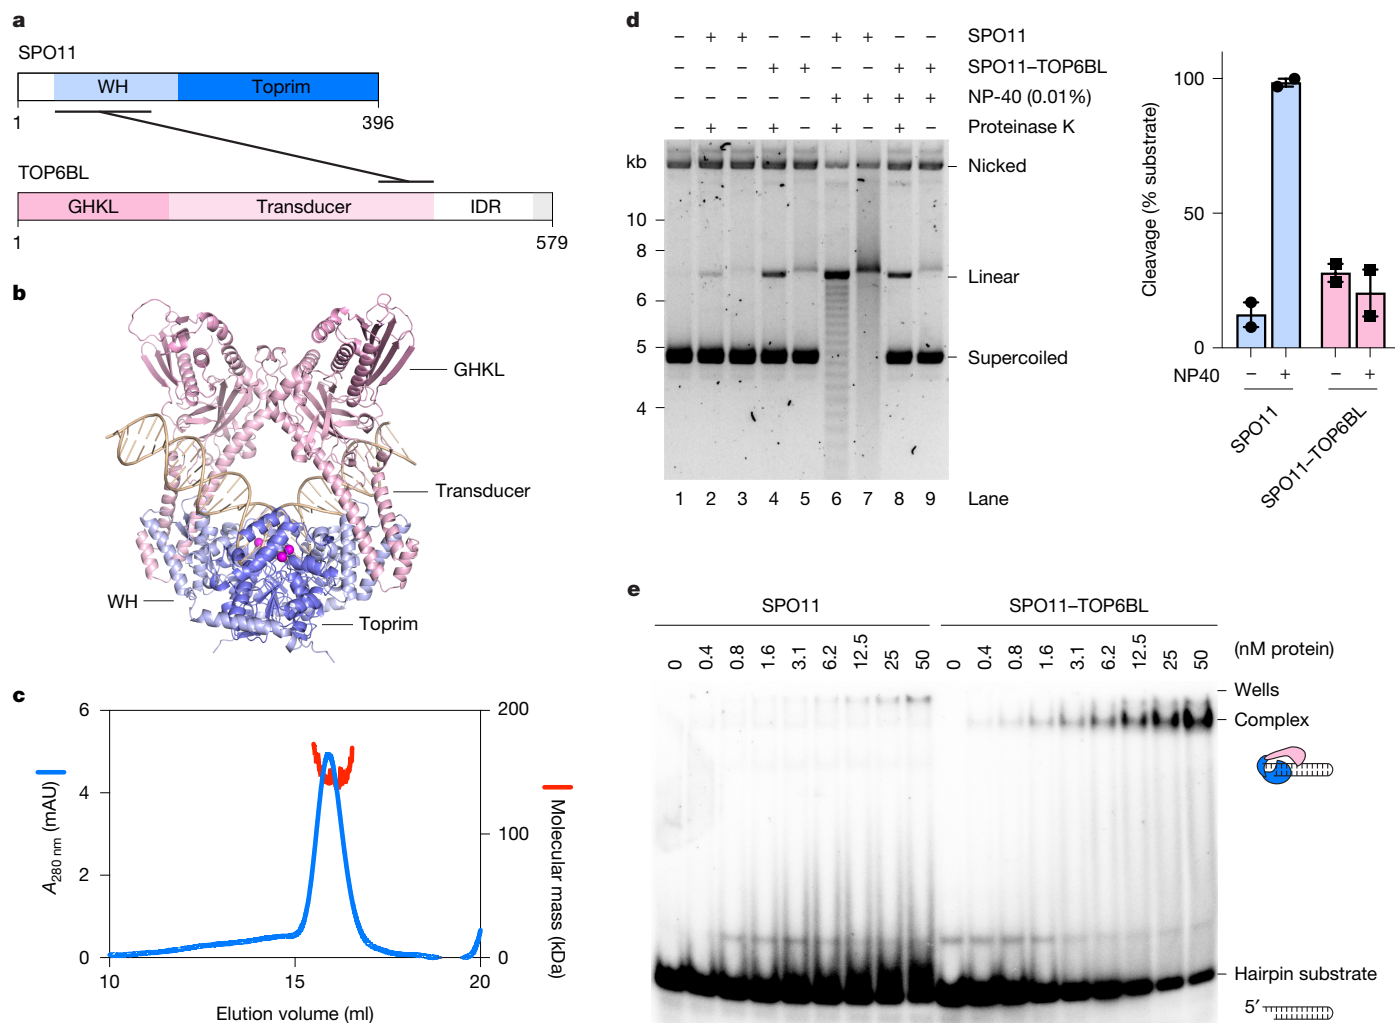 a
SPO11
WH
Toprim
1
396
TOP6BL
GHKL
Transducer
IDR
1
579
b
GHKL
Transducer
WH
Toprim
c
6
4
2
0
A280 nm (mAU)
200
100
0
Molecular mass (kDa)
10
15
20
Elution volume (ml)
d
– + + – – + + – – SPO11
– – – + + – – + + SPO11–TOP6BL
– – – – – + + + + NP-40 (0.01%)
– + – + – + – + – Proteinase K
kb
10
8
6
5
4
Nicked
Linear
Supercoiled
1 2 3 4 5 6 7 8 9 Lane
Cleavage (% substrate)
100
50
0
NP40 – + – +
SPO11
SPO11–TOP6BL
e
SPO11
SPO11–TOP6BL
0 0.4 0.8 1.6 3.1 6.2 12.5 25 50 0 0.4 0.8 1.6 3.1 6.2 12.5 25 50 (nM protein)
Wells
Complex
Hairpin substrate
5′